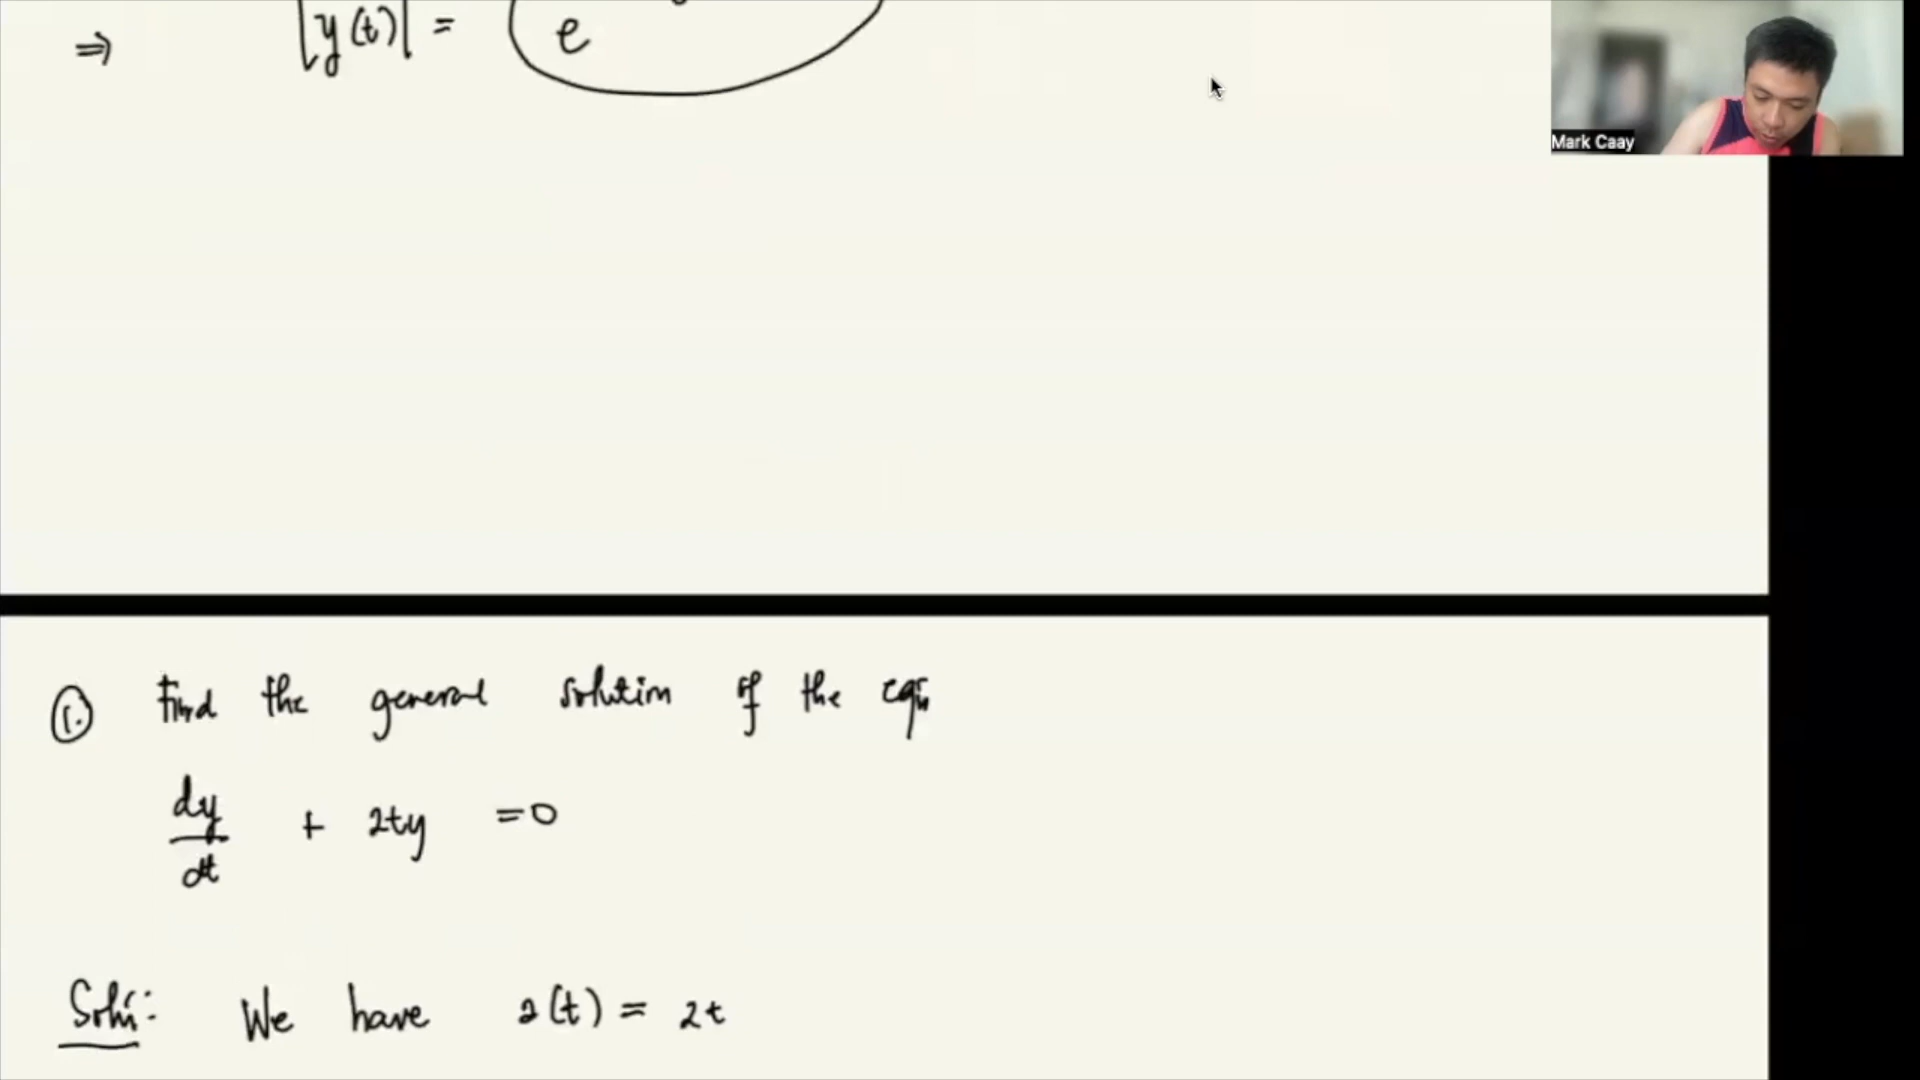 ⇒ |y(t)| = e
Mark Caay
①. Find the general solution of the eqn
dy/dt + 2ty = 0
Soln: We have a(t) = 2t